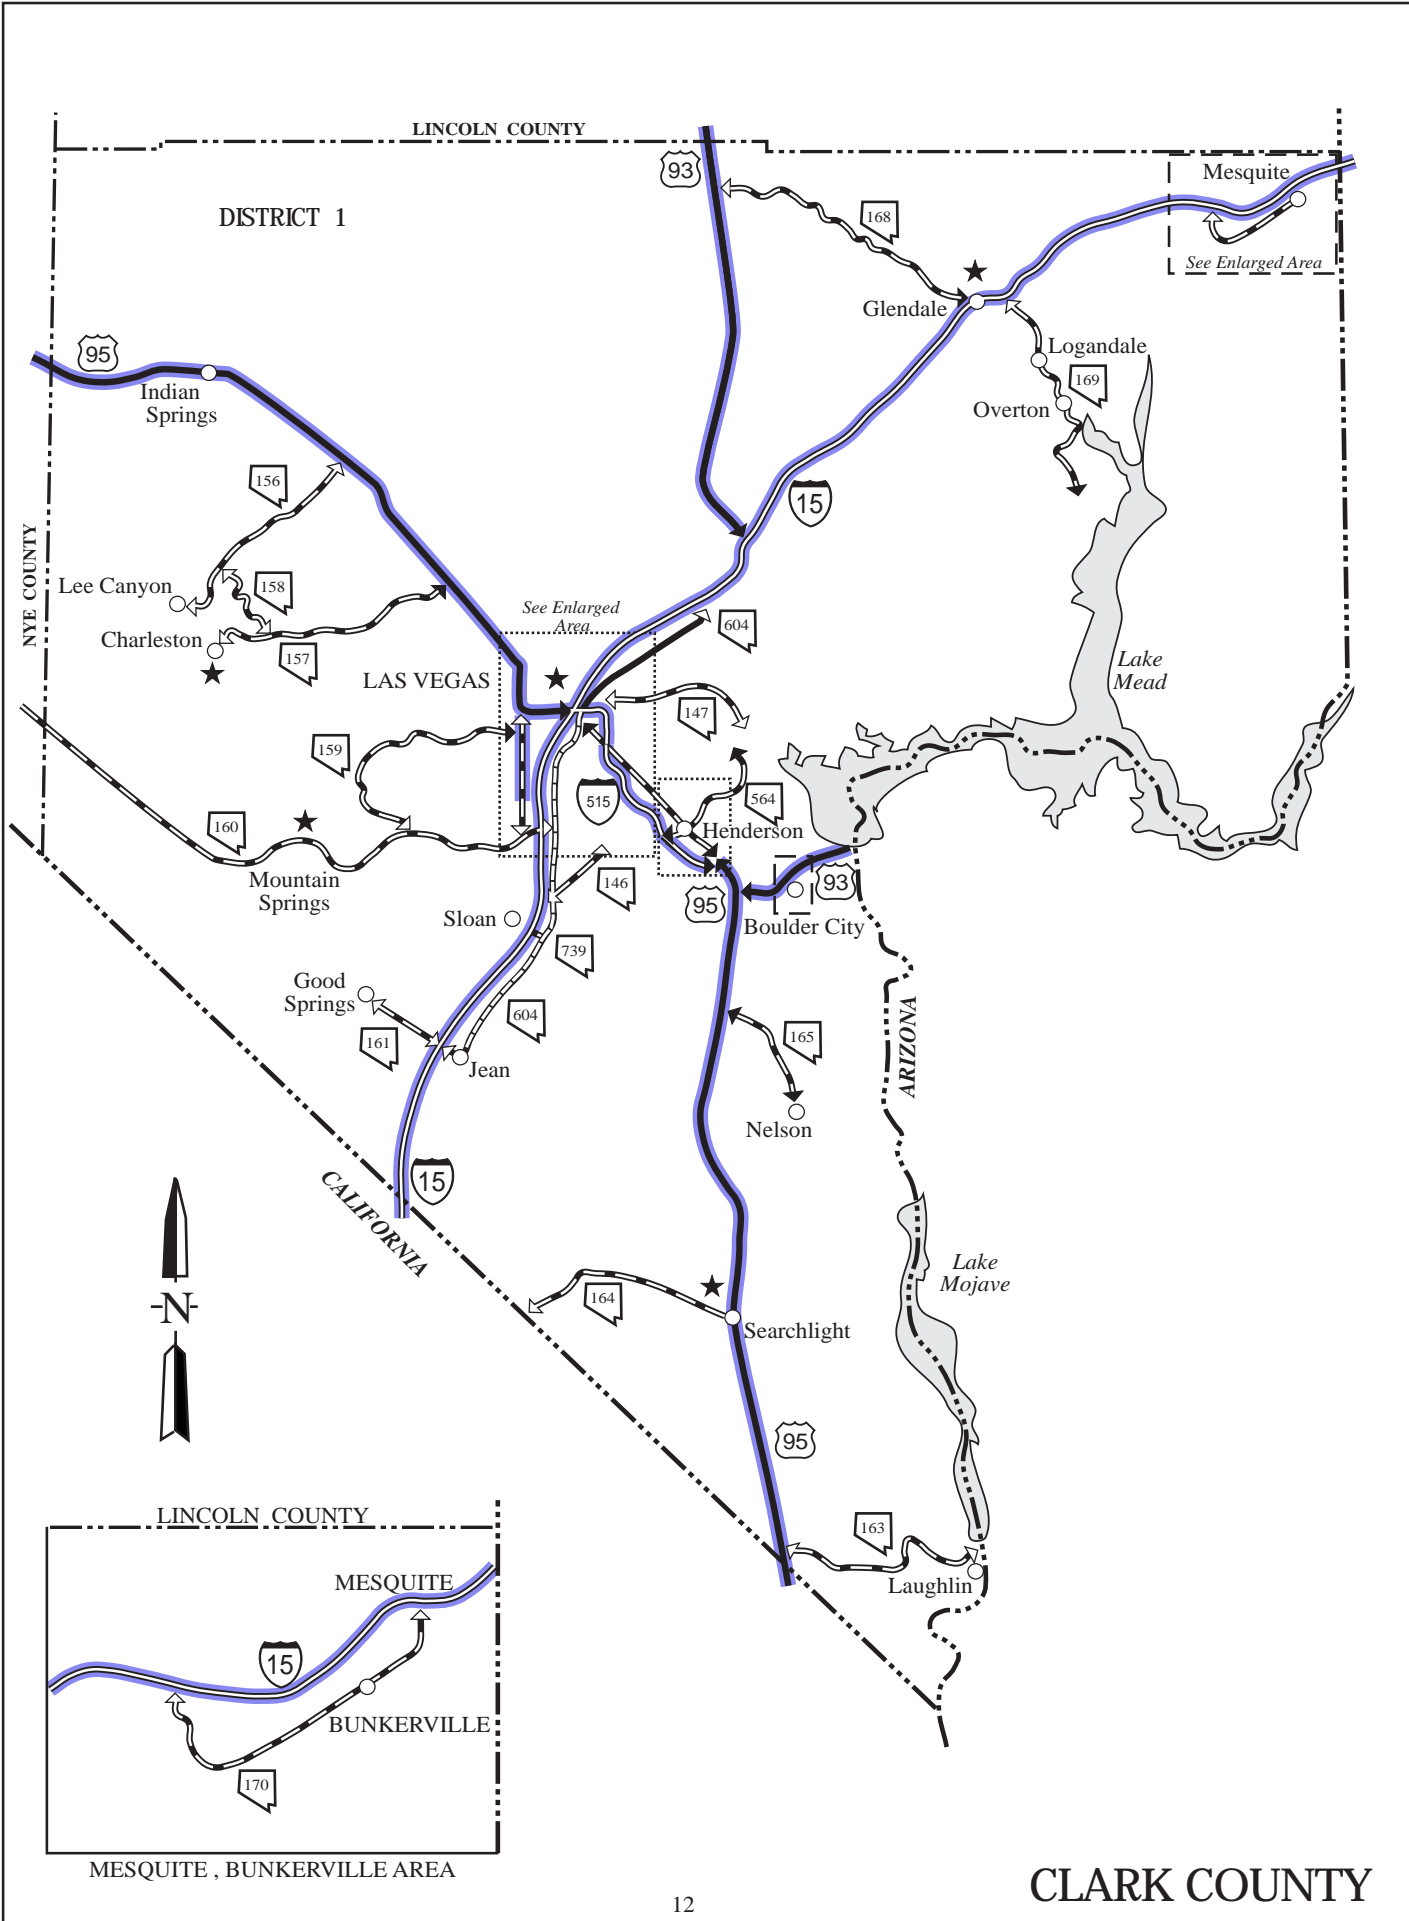 LINCOLN COUNTY
93
Mesquite
DISTRICT 1
168
See Enlarged Area
Glendale
95
Logandale
Indian
Springs
169
Overton
156
15
NYE COUNTY
Lee Canyon
158
See Enlarged
Area
604
Charleston
157
LAS VEGAS
Lake
Mead
147
159
515
564
160
Henderson
Mountain
Springs
146
95
93
Sloan
Boulder City
739
Good
Springs
604
165
161
Jean
ARIZONA
Nelson
15
CALIFORNIA
-N-
Lake
Mojave
164
Searchlight
95
LINCOLN COUNTY
163
MESQUITE
Laughlin
15
BUNKERVILLE
170
MESQUITE , BUNKERVILLE AREA
CLARK COUNTY
12